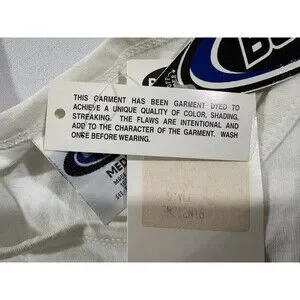 THIS GARMENT HAS BEEN GARMENT DYED TO
ACHIEVE A UNIQUE QUALITY OF COLOR, SHADING,
STREAKING. THE FLAWS ARE INTENTIONAL AND
ADD TO THE CHARACTER OF THE GARMENT. WASH
ONCE BEFORE WEARING.
STYLE